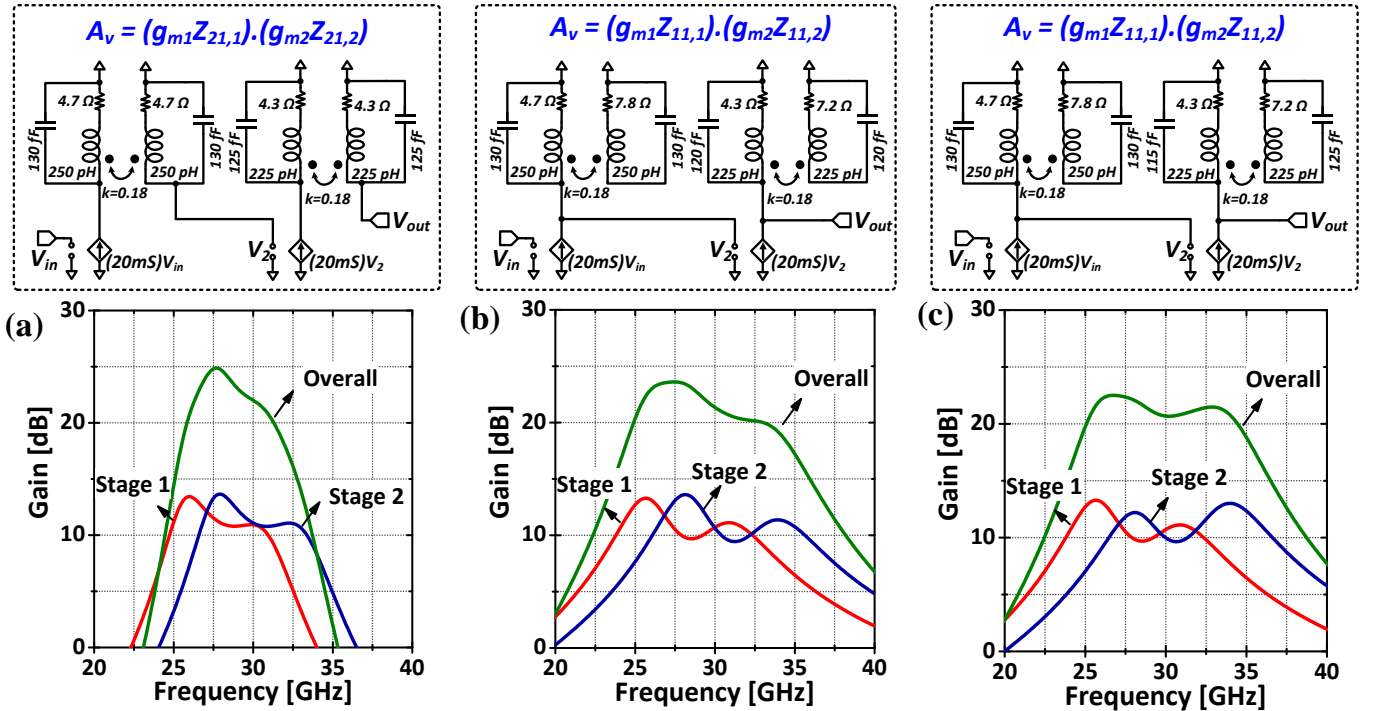 A_v = (g_m1Z_21,1).(g_m2Z_21,2)
4.7 Ω
4.7 Ω
4.3 Ω
4.3 Ω
130 fF
130 fF
125 fF
125 fF
250 pH
250 pH
225 pH
225 pH
k=0.18
k=0.18
V_out
V_in
(20mS)V_in
V_2
(20mS)V_2
A_v = (g_m1Z_11,1).(g_m2Z_11,2)
4.7 Ω
7.8 Ω
4.3 Ω
7.2 Ω
130 fF
130 fF
120 fF
120 fF
250 pH
250 pH
225 pH
225 pH
k=0.18
k=0.18
V_out
V_in
(20mS)V_in
V_2
(20mS)V_2
A_v = (g_m1Z_11,1).(g_m2Z_11,2)
4.7 Ω
7.8 Ω
4.3 Ω
7.2 Ω
130 fF
130 fF
115 fF
125 fF
250 pH
250 pH
225 pH
225 pH
k=0.18
k=0.18
V_out
V_in
(20mS)V_in
V_2
(20mS)V_2
(a)
Gain [dB]
30
20
10
0
Overall
Stage 1
Stage 2
20 25 30 35 40
Frequency [GHz]
(b)
Gain [dB]
30
20
10
0
Overall
Stage 1
Stage 2
20 25 30 35 40
Frequency [GHz]
(c)
Gain [dB]
30
20
10
0
Overall
Stage 1
Stage 2
20 25 30 35 40
Frequency [GHz]